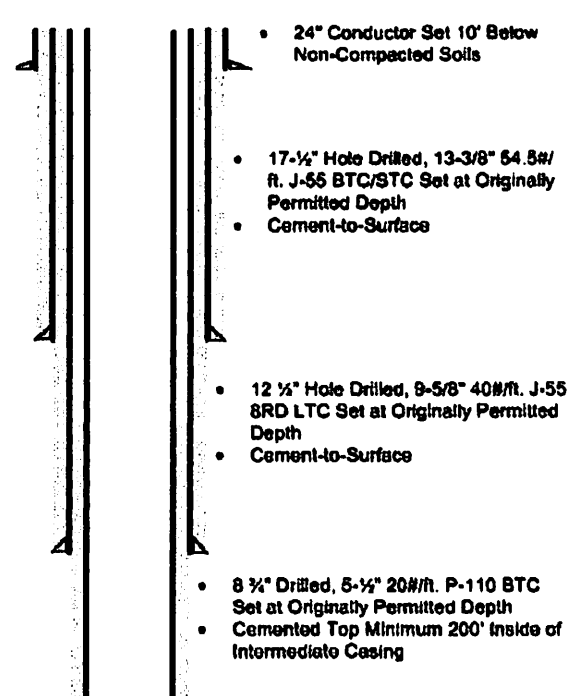 • 24" Conductor Set 10' Below
Non-Compacted Soils
• 17-½" Hole Drilled, 13-3/8" 54.5#/
ft. J-55 BTC/STC Set at Originally
Permitted Depth
• Cement-to-Surface
• 12 ¼" Hole Drilled, 9-5/8" 40#/ft. J-55
8RD LTC Set at Originally Permitted
Depth
• Cement-to-Surface
• 8 ¾" Drilled, 5-½" 20#/ft. P-110 BTC
Set at Originally Permitted Depth
• Cemented Top Minimum 200' Inside of
Intermediate Casing